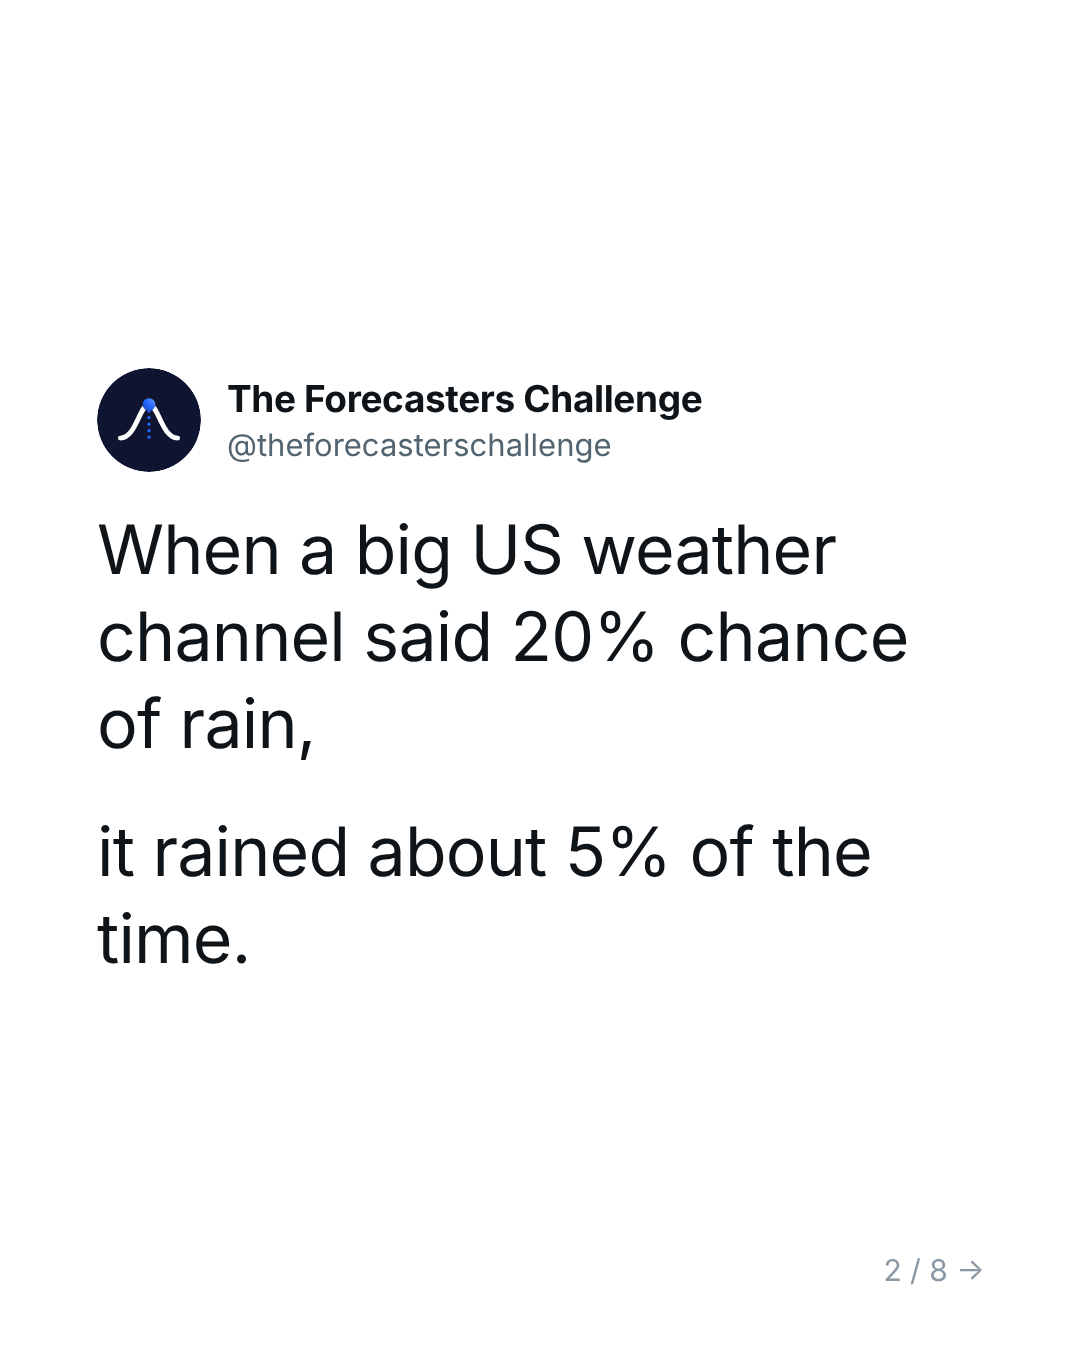 The Forecasters Challenge
@theforecasterschallenge
When a big US weather
channel said 20% chance
of rain,
it rained about 5% of the
time.
2 / 8 →